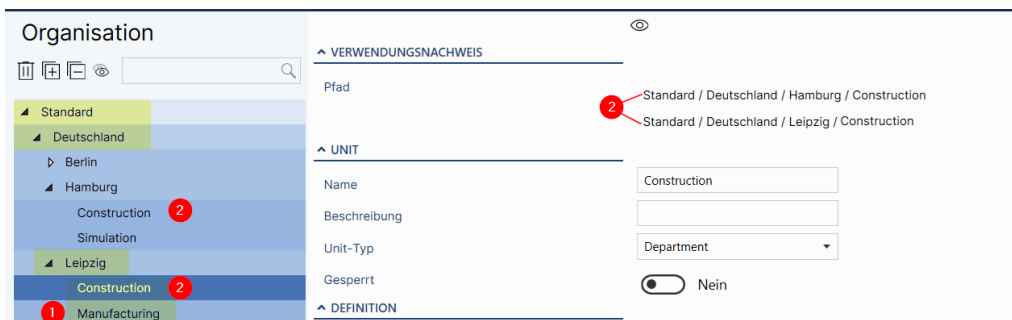 Organisation
Standard
Deutschland
Berlin
Hamburg
Construction 2
Simulation
Leipzig
Construction 2
1 Manufacturing
VERWENDUNGSNACHWEIS
Pfad
2
Standard / Deutschland / Hamburg / Construction
Standard / Deutschland / Leipzig / Construction
UNIT
Name Construction
Beschreibung
Unit-Typ Department
Gesperrt Nein
DEFINITION